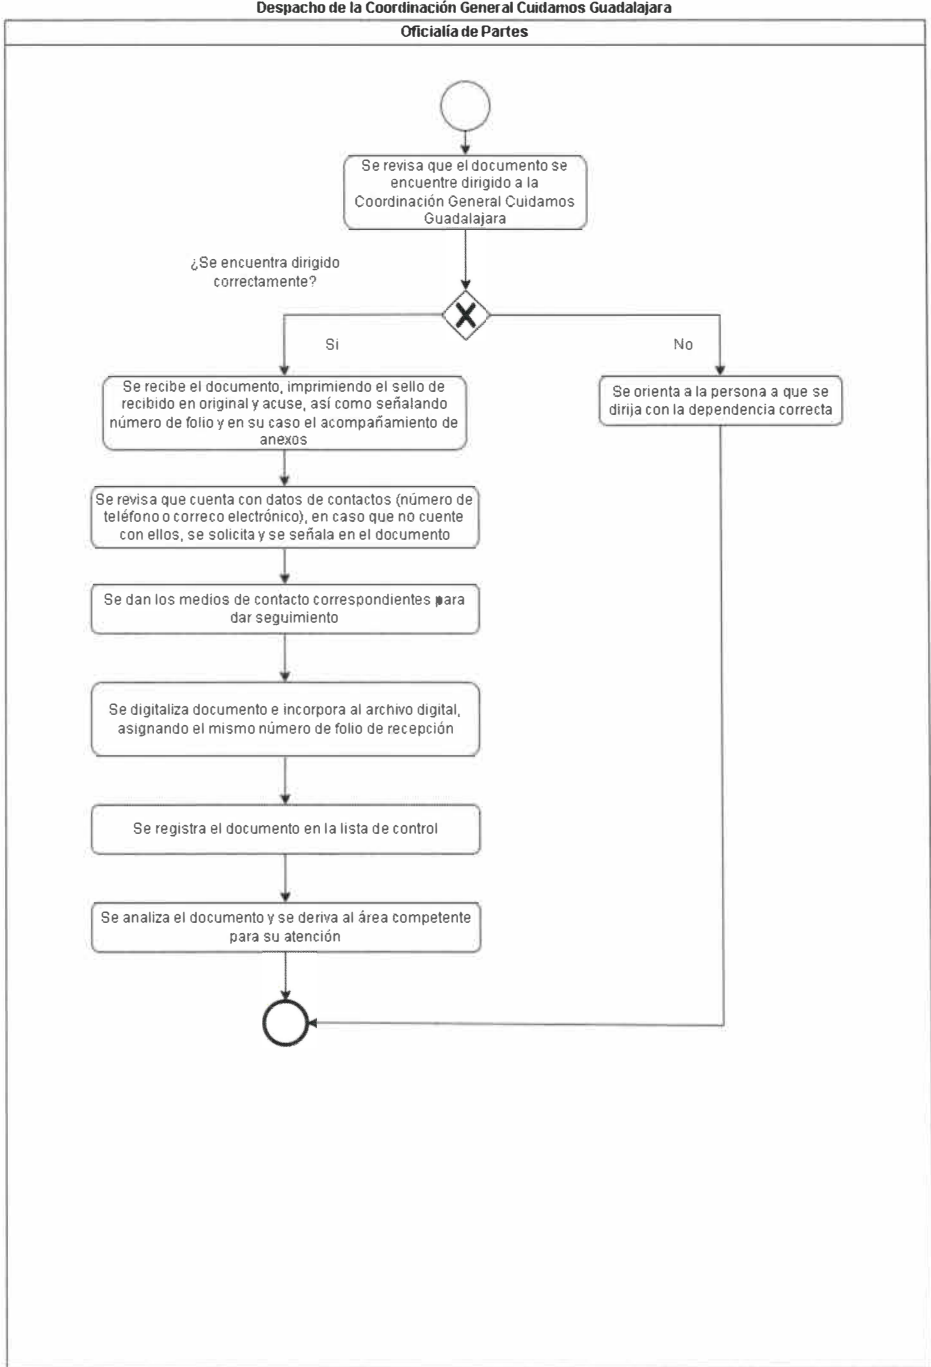 Despacho de la Coordinación General Cuidamos Guadalajara
Oficialía de Partes
Se revisa que el documento se
encuentre dirigido a la
Coordinación General Cuidamos
Guadalajara
¿Se encuentra dirigido
correctamente?
Si
No
Se recibe el documento, imprimiendo el sello de
recibido en original y acuse, así como señalando
número de folio y en su caso el acompañamiento de
anexos
Se orienta a la persona a que se
dirija con la dependencia correcta
Se revisa que cuenta con datos de contactos (número de
teléfono o correco electrónico), en caso que no cuente
con ellos, se solicita y se señala en el documento
Se dan los medios de contacto correspondientes para
dar seguimiento
Se digitaliza documento e incorpora al archivo digital,
asignando el mismo número de folio de recepción
Se registra el documento en la lista de control
Se analiza el documento y se deriva al área competente
para su atención